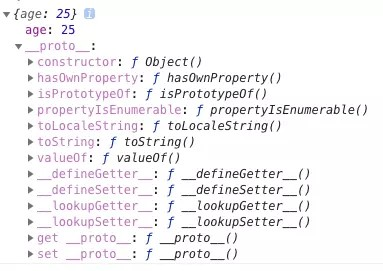 {age: 25} i
age: 25
__proto__:
constructor: ƒ Object()
hasOwnProperty: ƒ hasOwnProperty()
isPrototypeOf: ƒ isPrototypeOf()
propertyIsEnumerable: ƒ propertyIsEnumerable()
toLocaleString: ƒ toLocaleString()
toString: ƒ toString()
valueOf: ƒ valueOf()
__defineGetter__: ƒ __defineGetter__()
__defineSetter__: ƒ __defineSetter__()
__lookupGetter__: ƒ __lookupGetter__()
__lookupSetter__: ƒ __lookupSetter__()
get __proto__: ƒ __proto__()
set __proto__: ƒ __proto__()